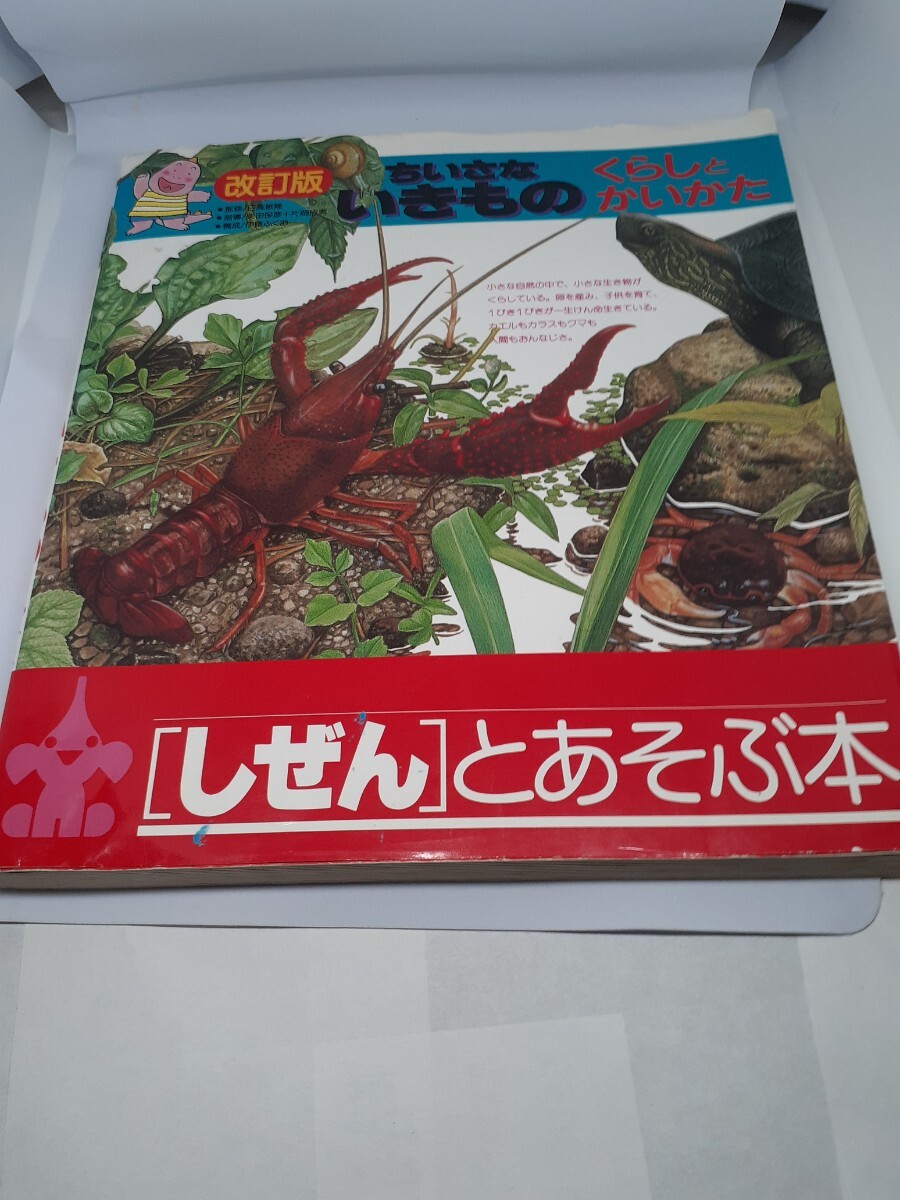 改訂版
ちいさな
いきもの
くらしと
かいかた
小さな自然の中で、小さな生き物が
くらしている。卵を産み、子供を育て、
1ぴき1ぴきが一生けん命生きている。
カエルもカラスもクマも
人間もおんなじさ。
[しぜん]とあそぶ本